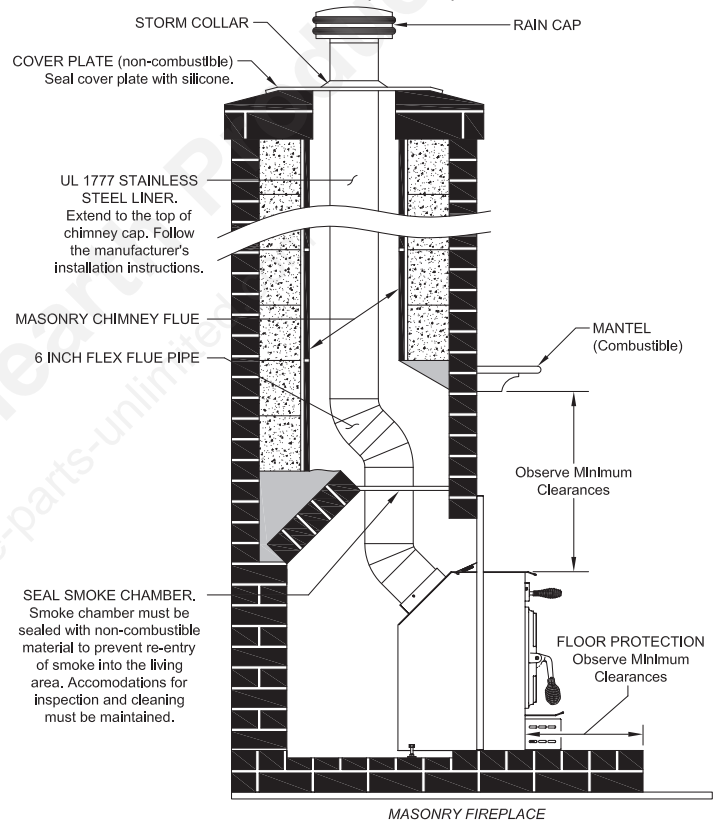 STORM COLLAR
RAIN CAP
COVER PLATE (non-combustible)
Seal cover plate with silicone.
UL 1777 STAINLESS
STEEL LINER.
Extend to the top of
chimney cap. Follow
the manufacturer's
installation instructions.
MASONRY CHIMNEY FLUE
6 INCH FLEX FLUE PIPE
MANTEL
(Combustible)
Observe Minimum
Clearances
SEAL SMOKE CHAMBER.
Smoke chamber must be
sealed with non-combustible
material to prevent re-entry
of smoke into the living
area. Accomodations for
inspection and cleaning
must be maintained.
FLOOR PROTECTION
Observe Minimum
Clearances
MASONRY FIREPLACE